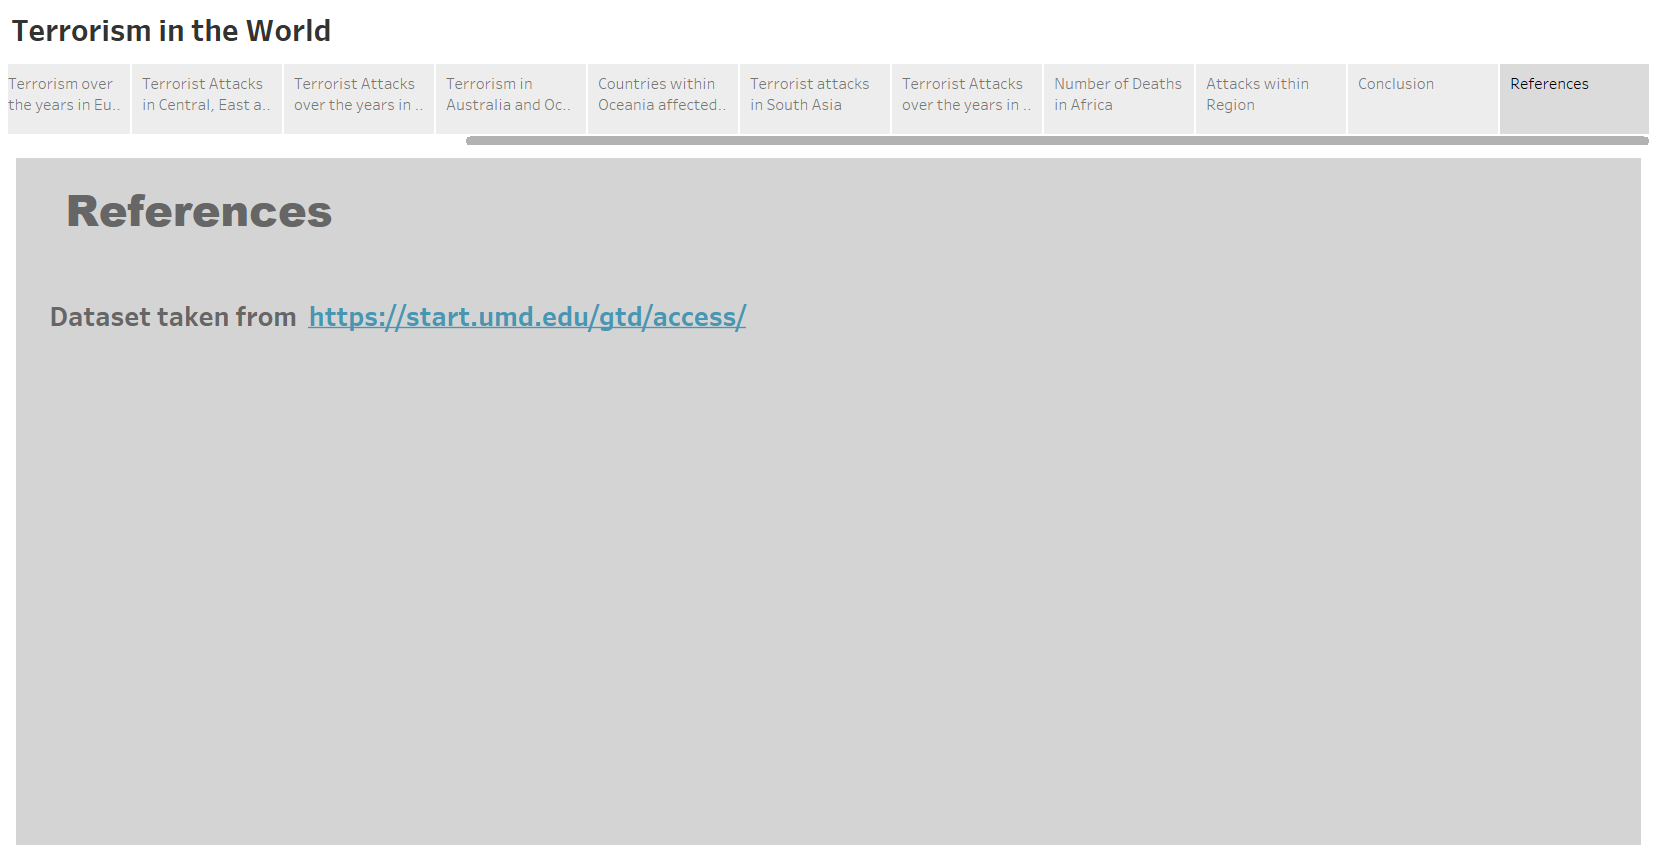 Terrorism in the World
Terrorism over
the years in Eu..
Terrorist Attacks
in Central, East a..
Terrorist Attacks
over the years in ..
Terrorism in
Australia and Oc..
Countries within
Oceania affected..
Terrorist attacks
in South Asia
Terrorist Attacks
over the years in ..
Number of Deaths
in Africa
Attacks within
Region
Conclusion
References
References
Dataset taken from https://start.umd.edu/gtd/access/